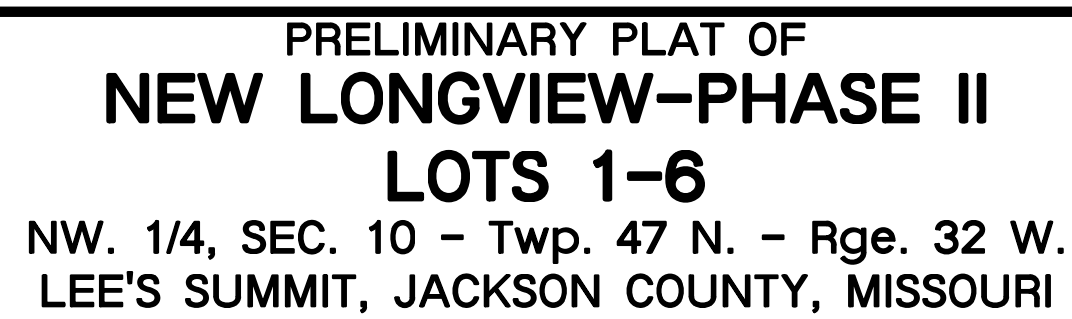 PRELIMINARY PLAT OF
NEW LONGVIEW-PHASE II
LOTS 1-6
NW. 1/4, SEC. 10 - Twp. 47 N. - Rge. 32 W.
LEE'S SUMMIT, JACKSON COUNTY, MISSOURI